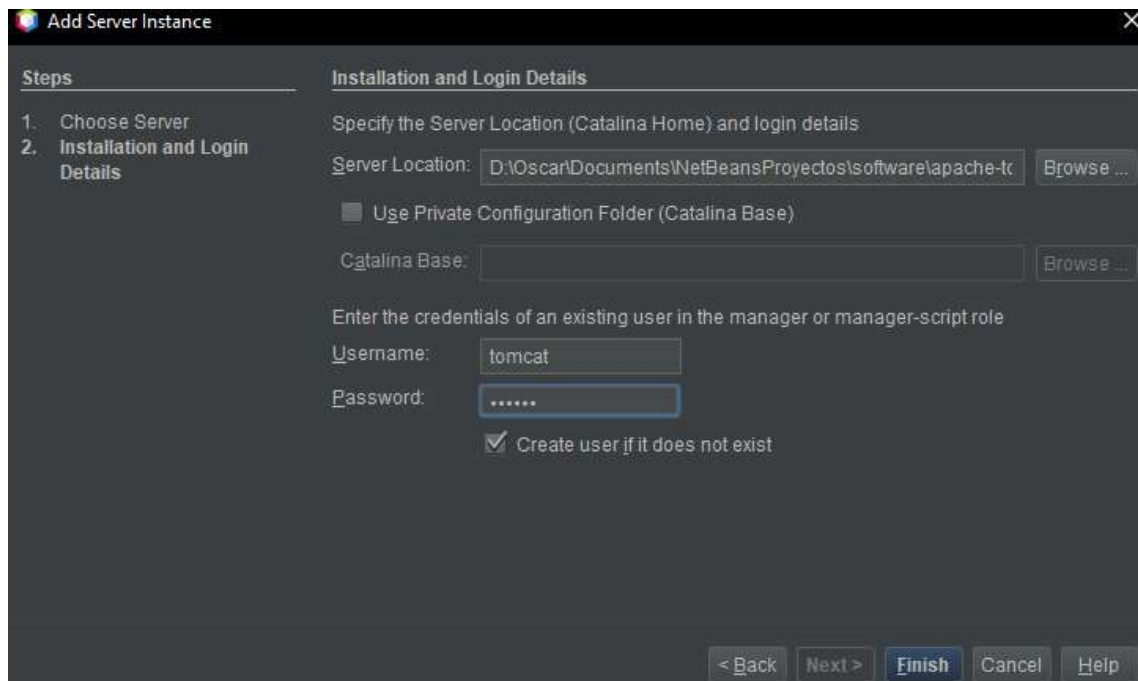 Add Server Instance
Steps
1. Choose Server
2. Installation and Login
Details
Installation and Login Details
Specify the Server Location (Catalina Home) and login details
Server Location: D:\Oscar\Documents\NetBeansProyectos\software\apache-tc Browse ...
Use Private Configuration Folder (Catalina Base)
Catalina Base: Browse ...
Enter the credentials of an existing user in the manager or manager-script role
Username: tomcat
Password: ••••••
Create user if it does not exist
< Back Next > Finish Cancel Help